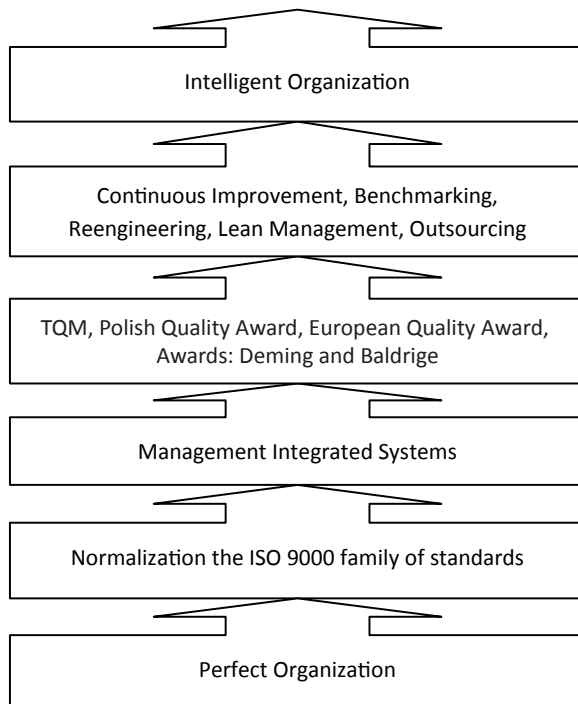 Intelligent Organization
Continuous Improvement, Benchmarking,
Reengineering, Lean Management, Outsourcing
TQM, Polish Quality Award, European Quality Award,
Awards: Deming and Baldrige
Management Integrated Systems
Normalization the ISO 9000 family of standards
Perfect Organization